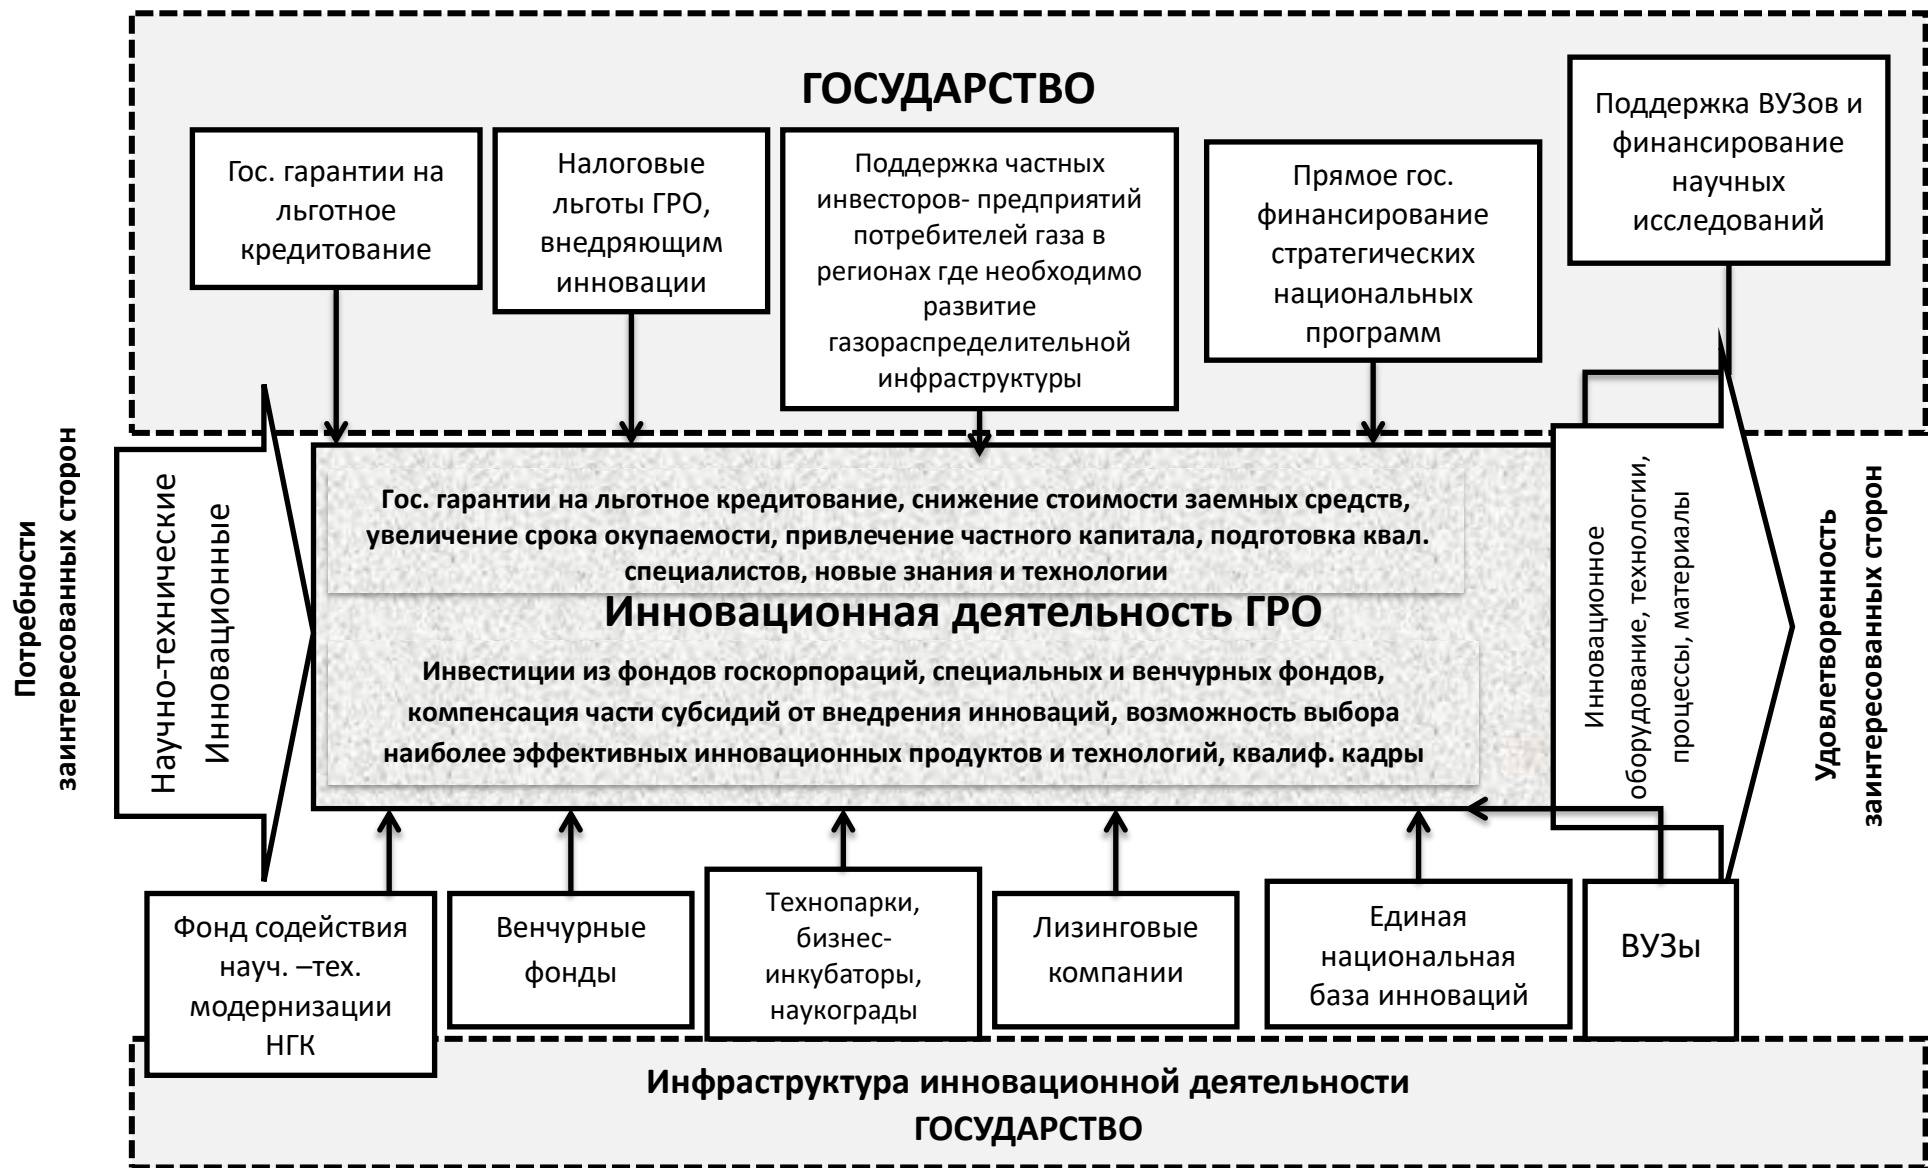 ГОСУДАРСТВО
Гос. гарантии на
льготное
кредитование
Налоговые
льготы ГРО,
внедряющим
инновации
Поддержка частных
инвесторов- предприятий
потребителей газа в
регионах где необходимо
развитие
газораспределительной
инфраструктуры
Прямое гос.
финансирование
стратегических
национальных
программ
Поддержка ВУЗов и
финансирование
научных
исследований
Потребности
заинтересованных сторон
Научно-технические
Инновационные
Гос. гарантии на льготное кредитование, снижение стоимости заемных средств,
увеличение срока окупаемости, привлечение частного капитала, подготовка квал.
специалистов, новые знания и технологии
Инновационная деятельность ГРО
Инвестиции из фондов госкорпораций, специальных и венчурных фондов,
компенсация части субсидий от внедрения инноваций, возможность выбора
наиболее эффективных инновационных продуктов и технологий, квалиф. кадры
Инновационное
оборудование, технологии,
процессы, материалы
Удовлетворенность
заинтересованных сторон
Фонд содействия
науч. –тех.
модернизации
НГК
Венчурные
фонды
Технопарки,
бизнес-
инкубаторы,
наукограды
Лизинговые
компании
Единая
национальная
база инноваций
ВУЗы
Инфраструктура инновационной деятельности
ГОСУДАРСТВО